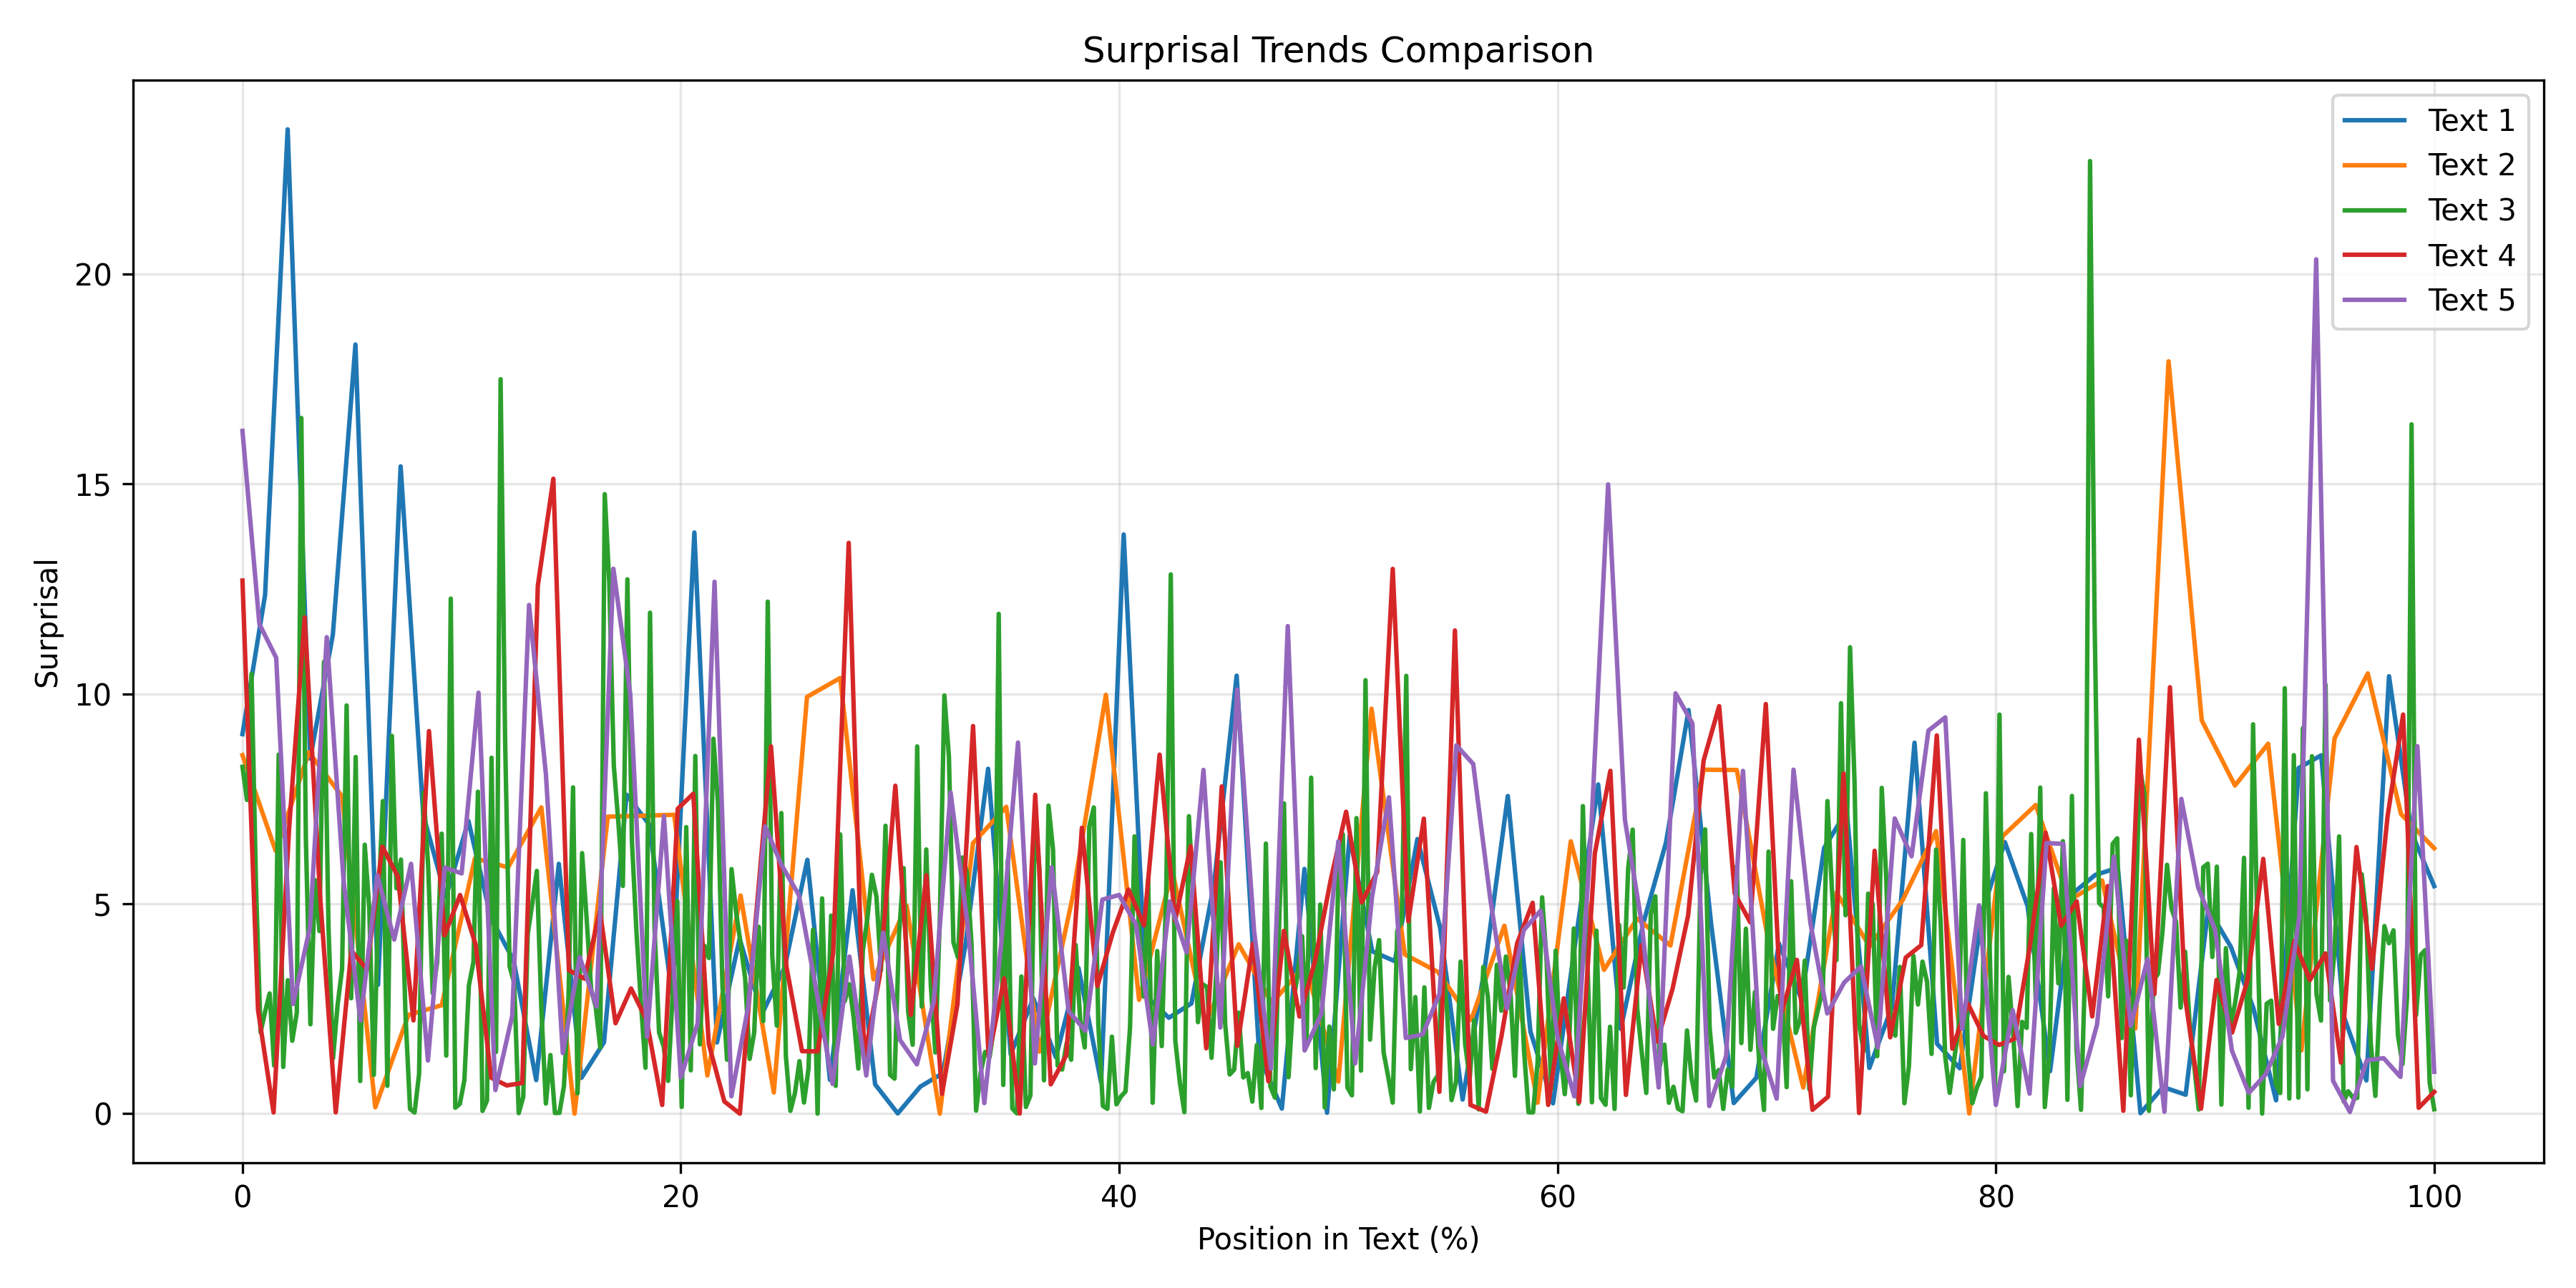 Surprisal Trends Comparison
Text 1
Text 2
Text 3
Text 4
Text 5
Surprisal
20
15
10
5
0
0 20 40 60 80 100
Position in Text (%)